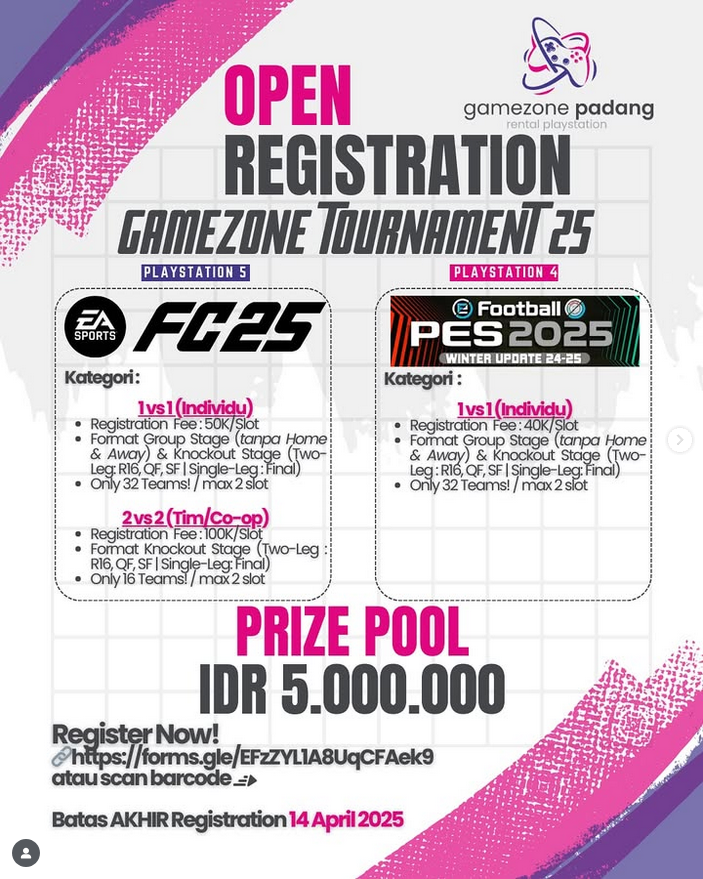 gamezone padang
rental playstation
OPEN
REGISTRATION
GAMEZONE TOURNAMENT 25
PLAYSTATION 5
EA
SPORTS
FC25
Kategori :
1 vs 1 (Individu)
• Registration Fee : 50K/Slot
• Format Group Stage (tanpa Home
& Away) & Knockout Stage (Two-
Leg: R16, QF, SF | Single-Leg : Final)
• Only 32 Teams! / max 2 slot
2 vs 2 (Tim/Co-op)
• Registration Fee : 100K/Slot
• Format Knockout Stage (Two-Leg :
R16, QF, SF | Single-Leg: Final)
• Only 16 Teams! / max 2 slot
PLAYSTATION 4
eFootball
PES 2025
WINTER UPDATE 24-25
Kategori :
1 vs 1 (Individu)
• Registration Fee : 40K/Slot
• Format Group Stage (tanpa Home
& Away) & Knockout Stage (Two-
Leg: R16, QF, SF | Single-Leg : Final)
• Only 32 Teams! / max 2 slot
PRIZE POOL
IDR 5.000.000
Register Now!
https://forms.gle/EFzZYL1A8UqCFAek9
atau scan barcode
Batas AKHIR Registration 14 April 2025